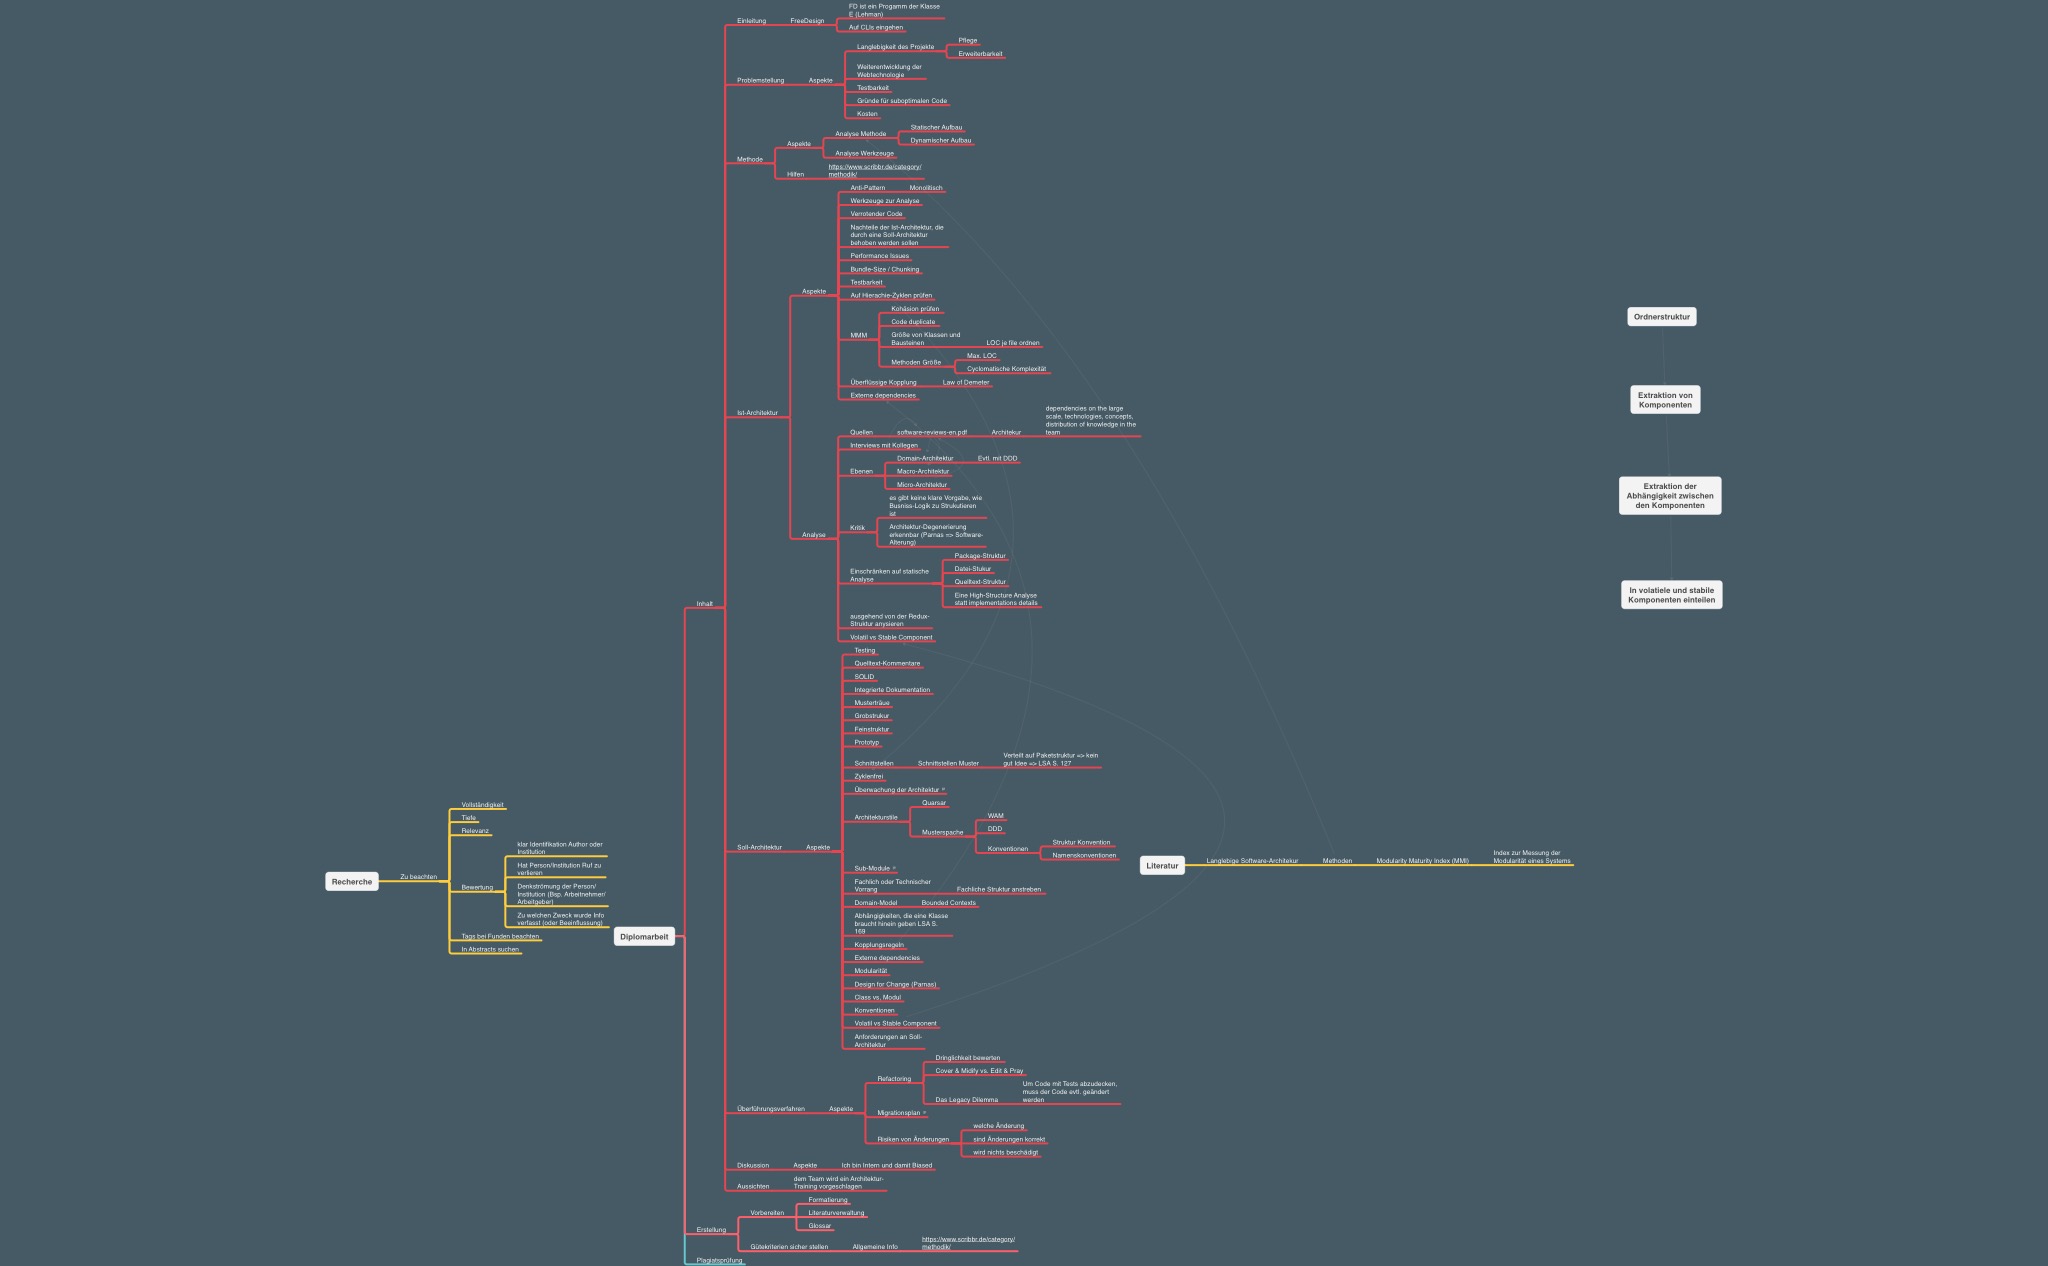 FD ist ein Progamm der Klasse
E (Lehman)
Einleitung
FreeDesign
Auf CLIs eingehen
Pflege
Langlebigkeit des Projekte
Erweiterbarkeit
Weiterentwicklung der
Webtechnologie
Problemstellung
Aspekte
Testbarkeit
Gründe für suboptimalen Code
Kosten
Statischer Aufbau
Analyse Methode
Dynamischer Aufbau
Aspekte
Analyse Werkzeuge
Methode
https://www.scribbr.de/category/
methodik/
Hilfen
Anti-Pattern
Monolitisch
Werkzeuge zur Analyse
Verrotender Code
Nachteile der Ist-Architektur, die
durch eine Soll-Architektur
behoben werden sollen
Performance Issues
Bundle-Size / Chunking
Testbarkeit
Aspekte
Auf Hierachie-Zyklen prüfen
Kohäsion prüfen
Code duplicate
MMM
Größe von Klassen und
Bausteinen
LOC je file ordnen
Max. LOC
Methoden Größe
Cyclomatische Komplexität
Überflüssige Kopplung
Law of Demeter
Externe dependencies
Ist-Architektur
dependencies on the large
scale, technologies, concepts,
distribution of knowledge in the
team
Quellen
software-reviews-en.pdf
Architekur
Interviews mit Kollegen
Domain-Architektur
Evtl. mit DDD
Ebenen
Macro-Architektur
Micro-Architektur
es gibt keine klare Vorgabe, wie
Busniss-Logik zu Strukutieren
ist
Kritik
Architektur-Degenerierung
erkennbar (Parnas => Software-
Alterung)
Analyse
Package-Struktur
Datei-Stukur
Einschränken auf statische
Analyse
Quelltext-Struktur
Eine High-Structure Analyse
statt implementations details
ausgehend von der Redux-
Struktur anysieren
Volatil vs Stable Component
Inhalt
Testing
Quelltext-Kommentare
SOLID
Integrierte Dokumentation
Musterträue
Grobstrukur
Feinstruktur
Prototyp
Verteilt auf Paketstruktur => kein
gut Idee => LSA S. 127
Schnittstellen
Schnittstellen Muster
Zyklenfrei
Überwachung der Architektur
Quarsar
Architekturstile
WAM
Musterspache
DDD
Struktur Konvention
Konventionen
Namenskonventionen
Soll-Architektur
Aspekte
Sub-Module
Fachlich oder Technischer
Vorrang
Fachliche Struktur anstreben
Domain-Model
Bounded Contexts
Abhängigkeiten, die eine Klasse
braucht hinein geben LSA S.
169
Kopplungsregeln
Externe dependencies
Modularität
Design for Change (Parnas)
Class vs. Modul
Konventionen
Volatil vs Stable Component
Anforderungen an Soll-
Architektur
Dringlichkeit bewerten
Refactoring
Cover & Midify vs. Edit & Pray
Um Code mit Tests abzudecken,
muss der Code evtl. geändert
werden
Das Legacy Dilemma
Überführungsverfahren
Aspekte
Migrationsplan
welche Änderung
Risiken von Änderungen
sind Änderungen korrekt
wird nichts beschädigt
Diskussion
Aspekte
Ich bin Intern und damit Biased
Aussichten
dem Team wird ein Architektur-
Training vorgeschlagen
Formatierung
Vorbereiten
Literaturverwaltung
Glossar
Erstellung
Gütekriterien sicher stellen
Allgemeine Info
https://www.scribbr.de/category/
methodik/
Plagiatsprüfung
Diplomarbeit
Recherche
Zu beachten
Vollständigkeit
Tiefe
Relevanz
Bewertung
klar Identifikation Author oder
Institution
Hat Person/Institution Ruf zu
verlieren
Denkströmung der Person/
Institution (Bsp. Arbeitnehmer/
Arbeitgeber)
Zu welchen Zweck wurde Info
verfasst (oder Beeinflussung)
Tags bei Funden beachten
In Abstracts suchen
Literatur
Langlebige Software-Architekur
Methoden
Modularity Maturity Index (MMI)
Index zur Messung der
Modularität eines Systems
Ordnerstruktur
Extraktion von
Komponenten
Extraktion der
Abhängigkeit zwischen
den Komponenten
In volatiele und stabile
Komponenten einteilen